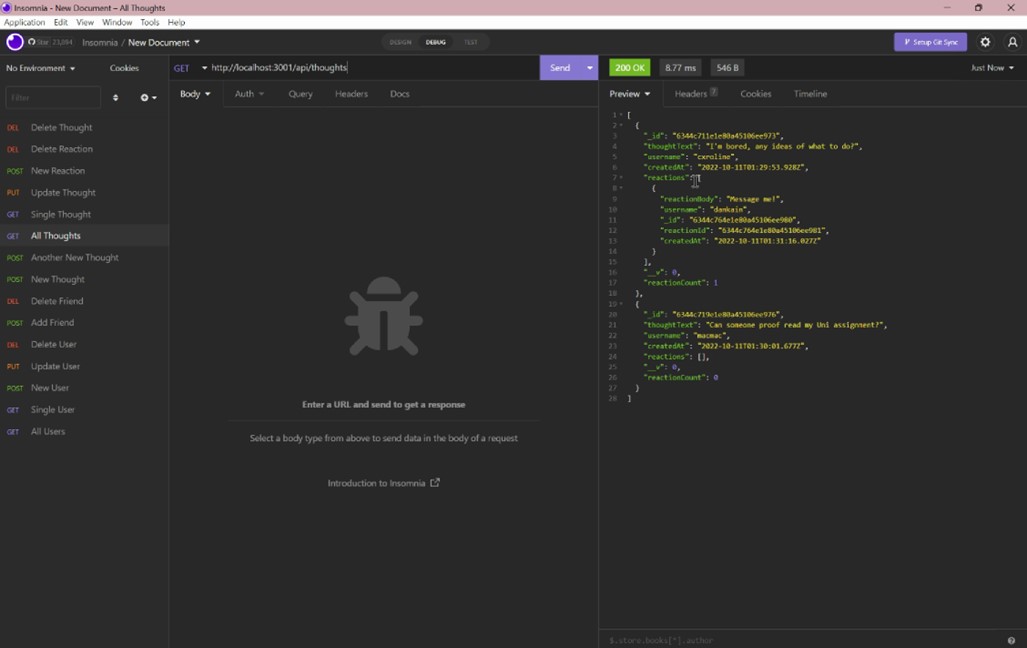 Insomnia - New Document – All Thoughts
Application Edit View Window Tools Help
Star 23,094
Insomnia / New Document
DESIGN DEBUG TEST
Setup Git Sync
No Environment
Cookies
GET http://localhost:3001/api/thoughts
Send
200 OK
8.77 ms
546 B
Just Now
Filter
Body Auth Query Headers Docs
Preview Headers 7 Cookies Timeline
DEL Delete Thought
DEL Delete Reaction
POST New Reaction
PUT Update Thought
GET Single Thought
GET All Thoughts
POST Another New Thought
POST New Thought
DEL Delete Friend
POST Add Friend
DEL Delete User
PUT Update User
POST New User
GET Single User
GET All Users
Enter a URL and send to get a response
Select a body type from above to send data in the body of a request
Introduction to Insomnia
1 [
2 {
3 "_id": "6344c711e1e80a45106ee973",
4 "thoughtText": "I'm bored, any ideas of what to do?",
5 "username": "cxroline",
6 "createdAt": "2022-10-11T01:29:53.928Z",
7 "reactions": [
8 {
9 "reactionBody": "Message me!",
10 "username": "dankain",
11 "_id": "6344c764e1e80a45106ee980",
12 "reactionId": "6344c764e1e80a45106ee981",
13 "createdAt": "2022-10-11T01:31:16.027Z"
14 }
15 ],
16 "__v": 0,
17 "reactionCount": 1
18 },
19 {
20 "_id": "6344c719e1e80a45106ee976",
21 "thoughtText": "Can someone proof read my Uni assignment?",
22 "username": "macmac",
23 "createdAt": "2022-10-11T01:30:01.677Z",
24 "reactions": [],
25 "__v": 0,
26 "reactionCount": 0
27 }
28 ]
$.store.books[*].author